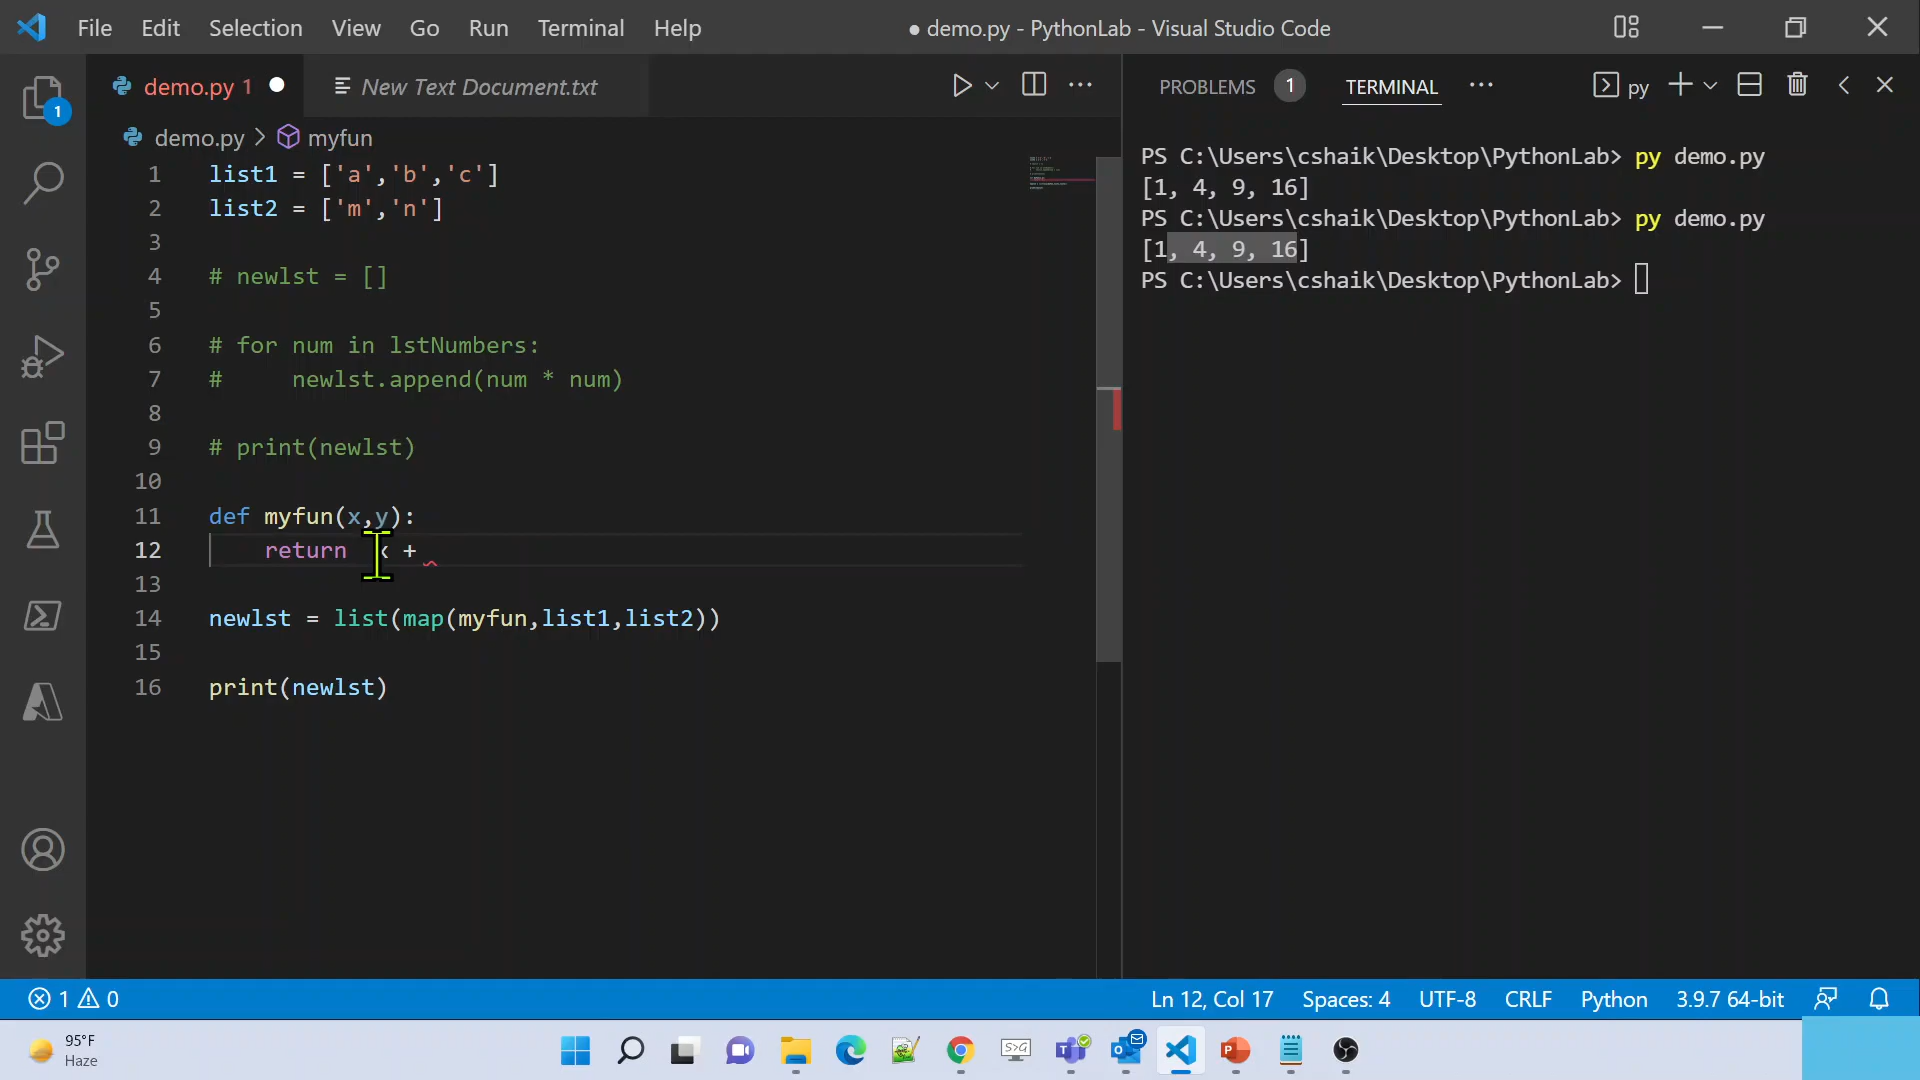 File Edit Selection View Go Run Terminal Help ● demo.py - PythonLab - Visual Studio Code
demo.py 1 New Text Document.txt
PROBLEMS 1 TERMINAL py
demo.py > myfun
1
1 list1 = ['a','b','c']
2 list2 = ['m','n']
3
4 # newlst = []
5
6 # for num in lstNumbers:
7 #     newlst.append(num * num)
8
9 # print(newlst)
10
11 def myfun(x,y):
12     return  x +
13
14 newlst = list(map(myfun,list1,list2))
15
16 print(newlst)
PS C:\Users\cshaik\Desktop\PythonLab> py demo.py
[1, 4, 9, 16]
PS C:\Users\cshaik\Desktop\PythonLab> py demo.py
[1, 4, 9, 16]
PS C:\Users\cshaik\Desktop\PythonLab>
1 0 Ln 12, Col 17 Spaces: 4 UTF-8 CRLF Python 3.9.7 64-bit
95°F
Haze